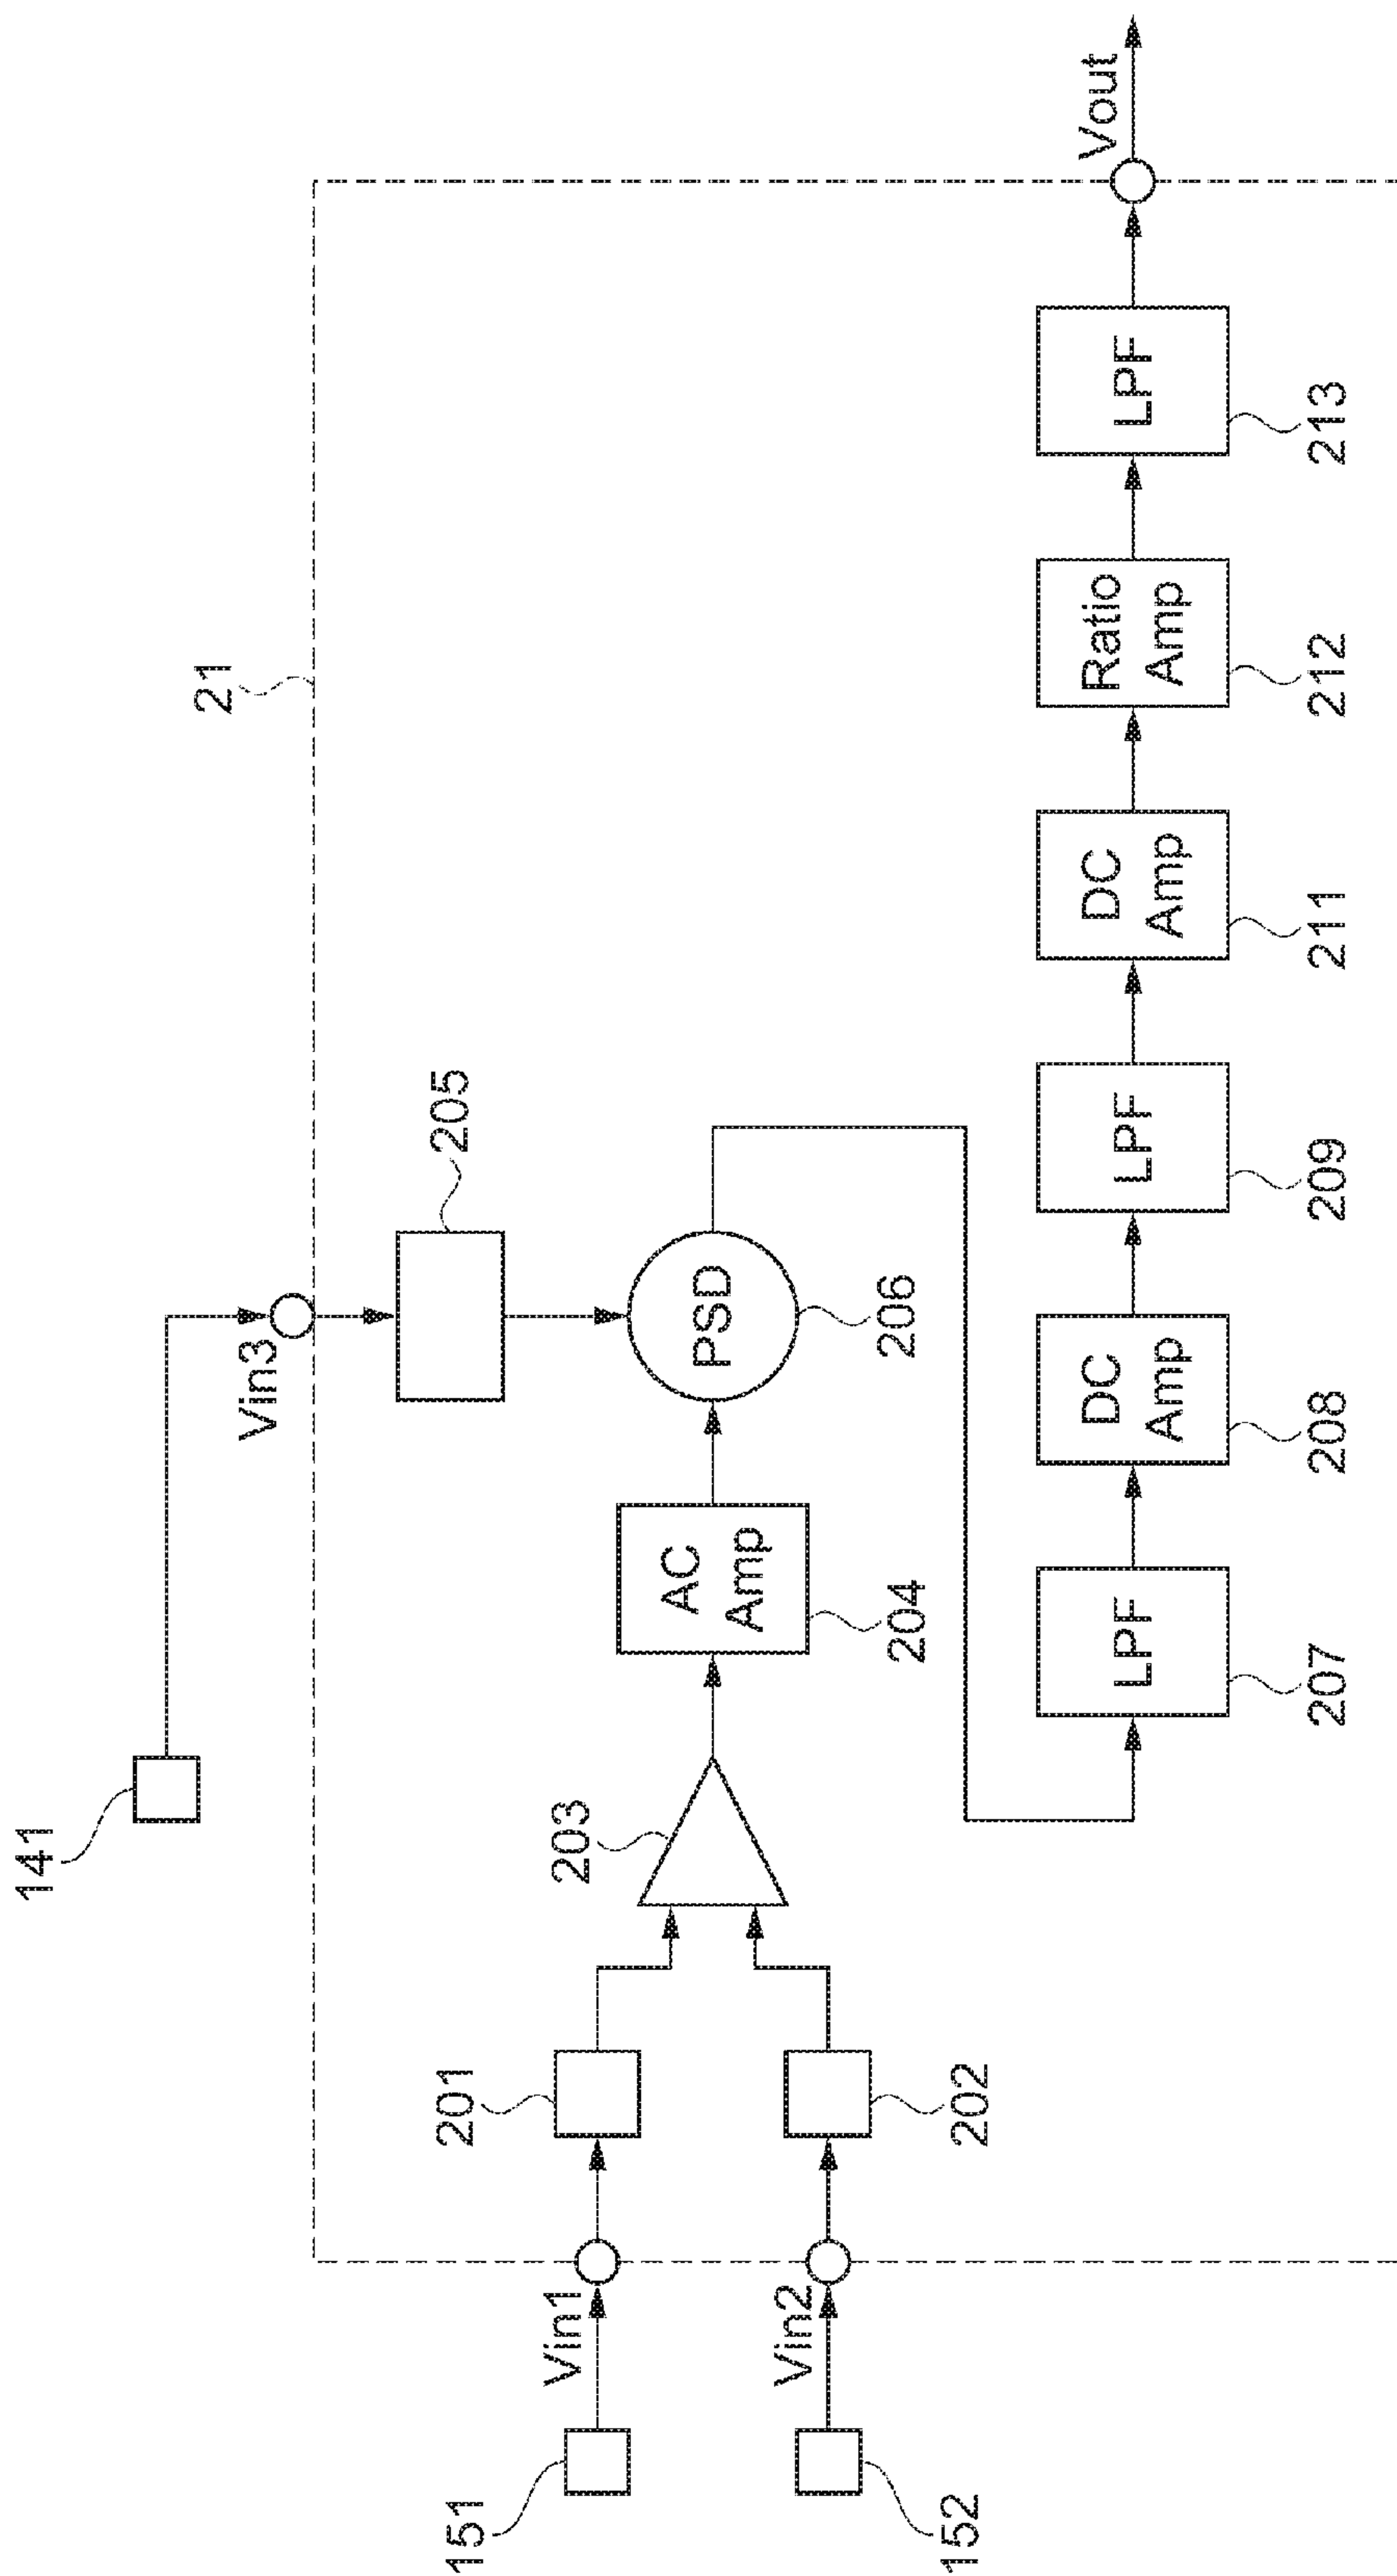 141
21
Vin3
205
151
Vin1
201
203
AC
Amp
204
PSD
206
152
Vin2
202
LPF
207
DC
Amp
208
LPF
209
DC
Amp
211
Ratio
Amp
212
LPF
213
Vout